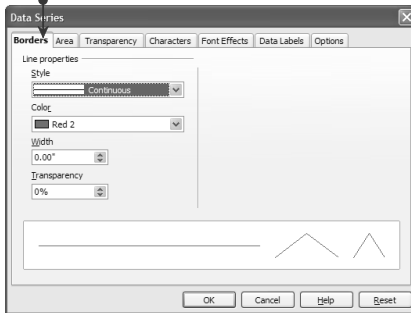 Data Series
Borders Area Transparency Characters Font Effects Data Labels Options
Line properties
Style
Continuous
Color
Red 2
Width
0.00"
Transparency
0%
OK Cancel Help Reset